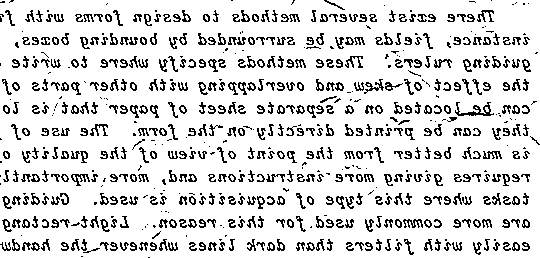 There exist several methods to design forms with fi
instance, fields may be surrounded by bounding boxes,
guiding rulers. These methods specify where to write
the effect of skew and overlapping with other parts of
can be located on a separate sheet of paper that is lo
they can be printed directly on the form. The use of
is much better from the point of view of the quality o
requires giving more instructions and, more importantly
tasks where this type of acquisition is used. Guiding
are more commonly used for this reason. Light rectang
easily with filters than dark lines whenever the handw